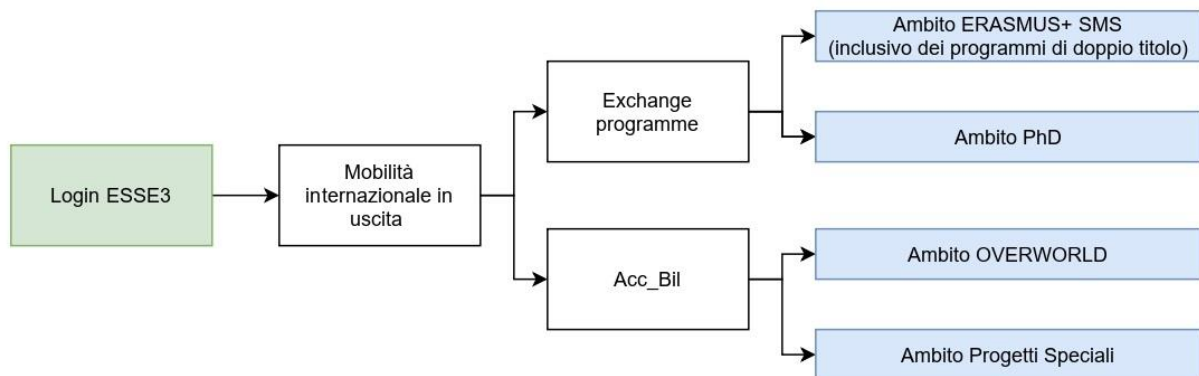 Login ESSE3
Mobilità
internazionale in
uscita
Exchange
programme
Acc_Bil
Ambito ERASMUS+ SMS
(inclusivo dei programmi di doppio titolo)
Ambito PhD
Ambito OVERWORLD
Ambito Progetti Speciali